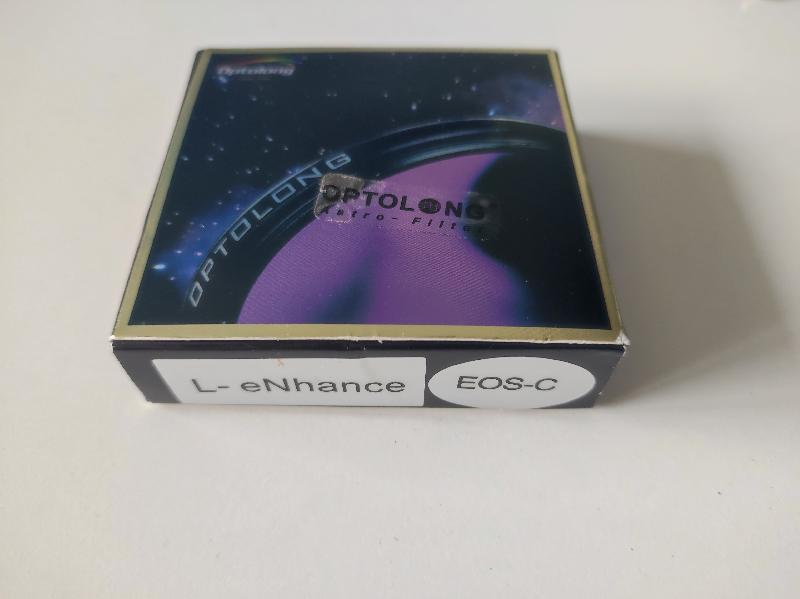 Optolong
OPTOLONG
OPTOLONG
Astro-Filter
L-eNhance
EOS-C